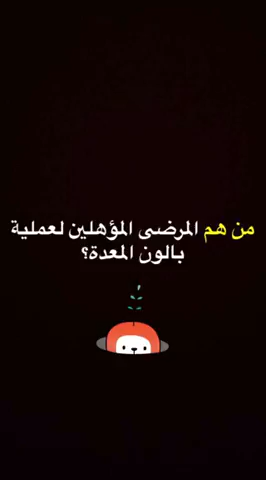 من هم المرضى المؤهلين لعملية
بالون المعدة؟